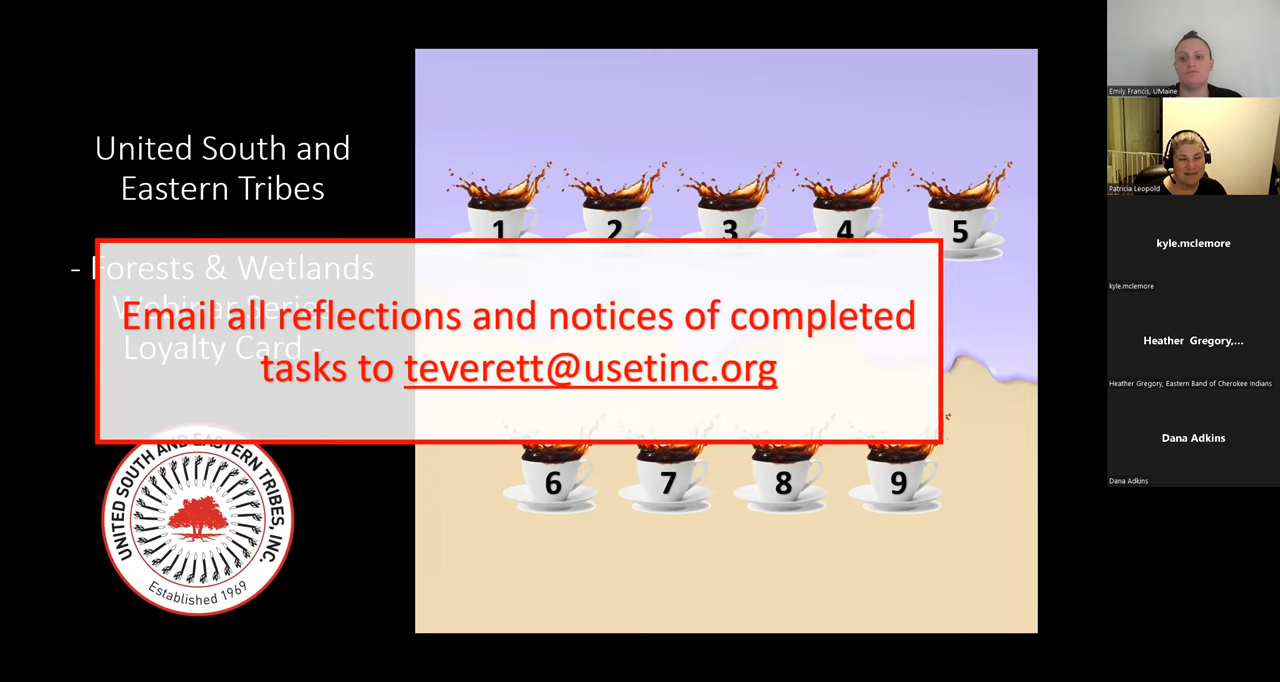 United South and
Eastern Tribes
- Forests & Wetlands
Webinar Series
Loyalty Card -
Email all reflections and notices of completed
tasks to teverett@usetinc.org
1
2
3
4
5
6
7
8
9
UNITED SOUTH AND EASTERN TRIBES, INC.
Established 1969
Emily Francis, UMaine
Patricia Leopold
kyle.mclemore
kyle.mclemore
Heather Gregory,...
Heather Gregory, Eastern Band of Cherokee Indians
Dana Adkins
Dana Adkins